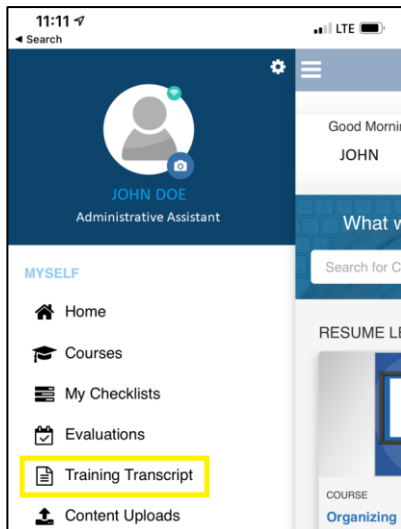 11:11
LTE
Search
Good Morni
JOHN
JOHN DOE
Administrative Assistant
What w
Search for C
MYSELF
Home
RESUME LE
Courses
My Checklists
Evaluations
Training Transcript
COURSE
Content Uploads
Organizing